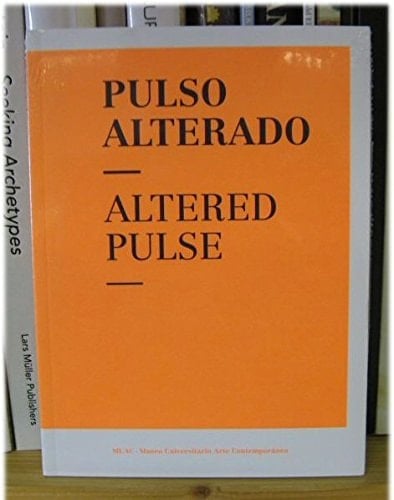 PULSO
ALTERADO
ALTERED
PULSE
MUAC · Museo Universitario Arte Contemporáneo
Seeking Archetypes
Lars Müller Publishers